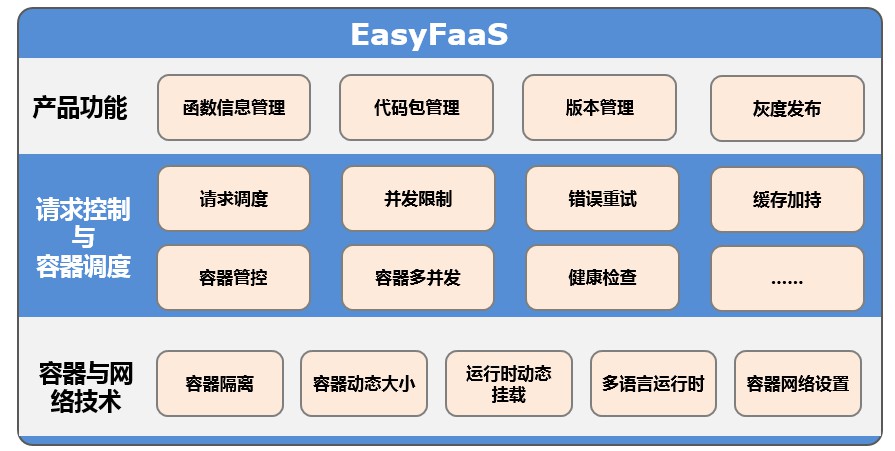 EasyFaaS
产品功能
函数信息管理
代码包管理
版本管理
灰度发布
请求控制
与
容器调度
请求调度
并发限制
错误重试
缓存加持
容器管控
容器多并发
健康检查
......
容器与网
络技术
容器隔离
容器动态大小
运行时动态
挂载
多语言运行时
容器网络设置